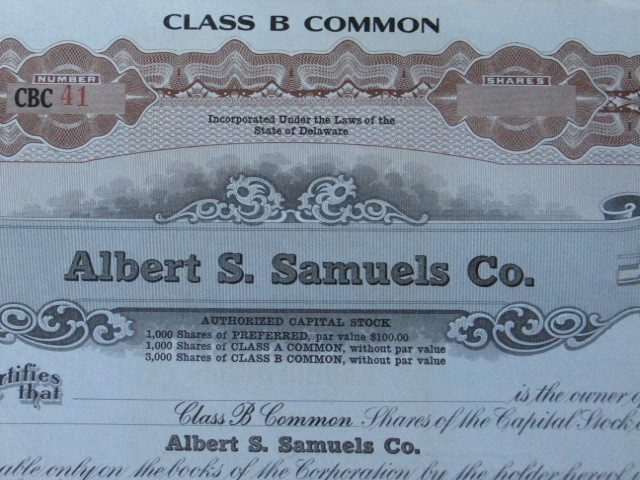 CLASS B COMMON
NUMBER
SHARES
CBC 41
Incorporated Under the Laws of the
State of Delaware
Albert S. Samuels Co.
AUTHORIZED CAPITAL STOCK
1,000 Shares of PREFERRED, par value $100.00
1,000 Shares of CLASS A COMMON, without par value
3,000 Shares of CLASS B COMMON, without par value
rtifies
that
is the owner of
Class B Common Shares of the Capital Stock o
Albert S. Samuels Co.
able only on the books of the Corporation by the holder hereof